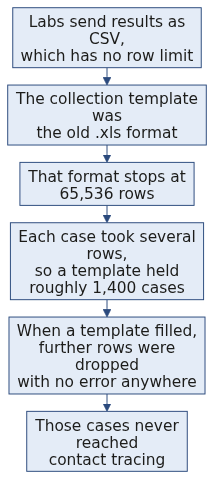 Labs send results as
CSV,
which has no row limit
The collection template
was
the old .xls format
That format stops at
65,536 rows
Each case took several
rows,
so a template held
roughly 1,400 cases
When a template filled,
further rows were
dropped
with no error anywhere
Those cases never
reached
contact tracing